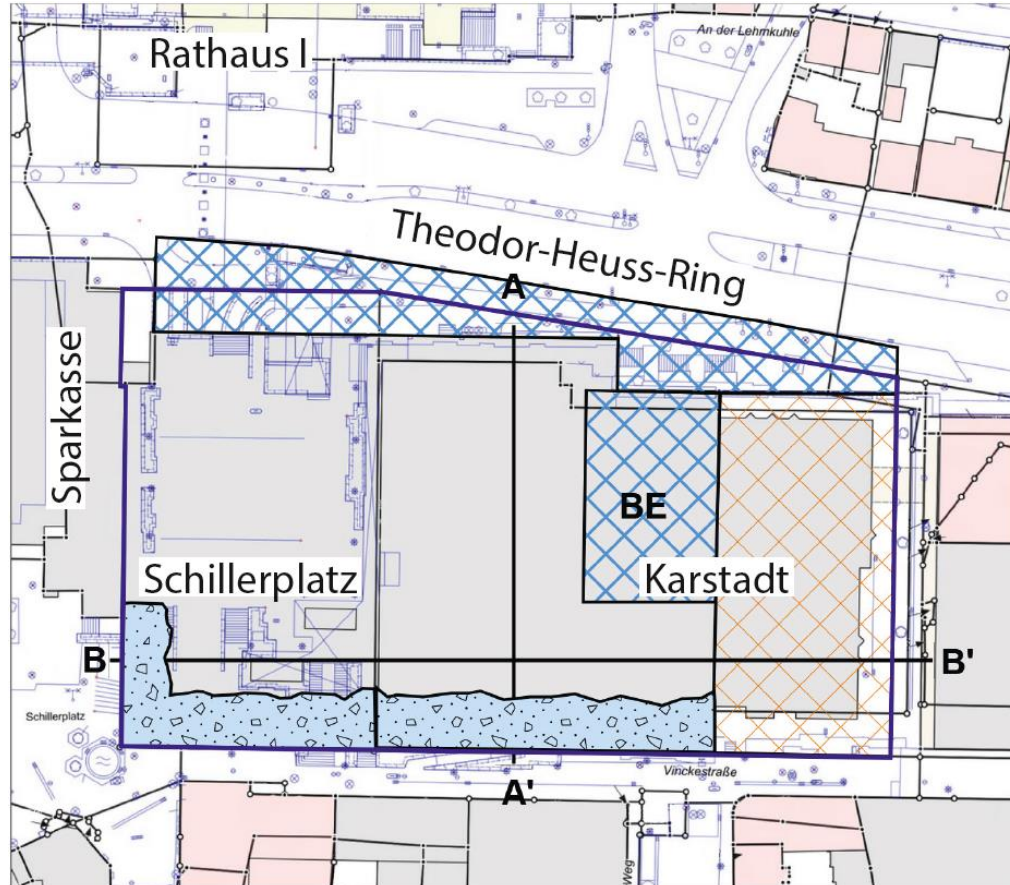 An der Lehmkuhle
Rathaus I
Theodor-Heuss-Ring
A
Sparkasse
BE
Schillerplatz
Karstadt
B
B'
Schillerplatz
Vinckestraße
A'
Weg